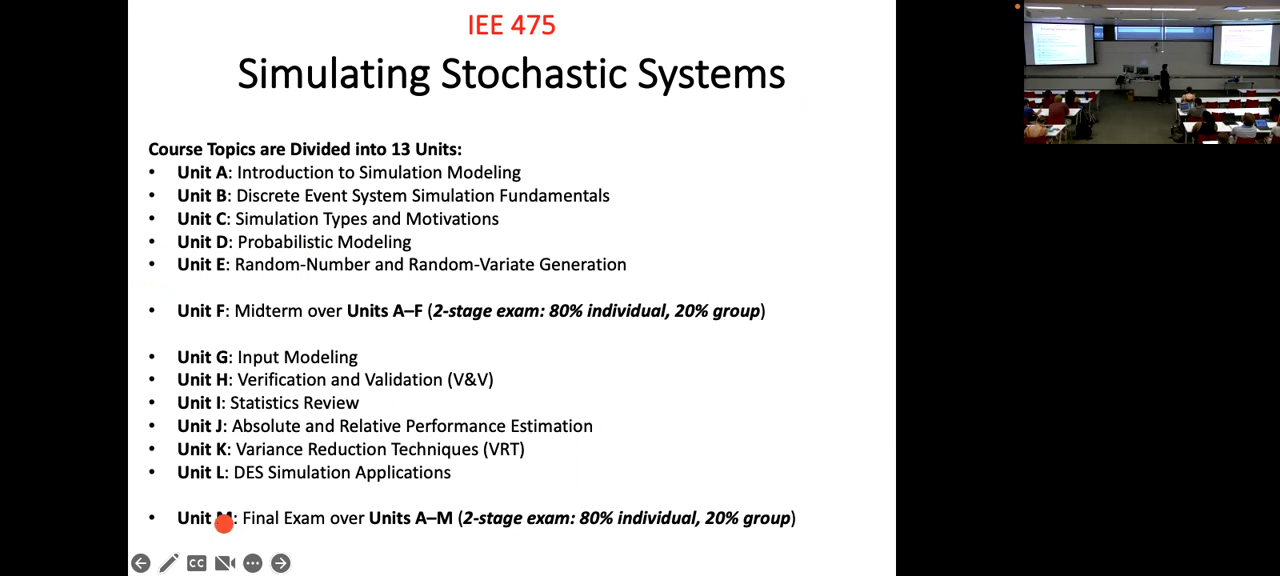 IEE 475
Simulating Stochastic Systems
Course Topics are Divided into 13 Units:
• Unit A: Introduction to Simulation Modeling
• Unit B: Discrete Event System Simulation Fundamentals
• Unit C: Simulation Types and Motivations
• Unit D: Probabilistic Modeling
• Unit E: Random-Number and Random-Variate Generation
• Unit F: Midterm over Units A–F (2-stage exam: 80% individual, 20% group)
• Unit G: Input Modeling
• Unit H: Verification and Validation (V&V)
• Unit I: Statistics Review
• Unit J: Absolute and Relative Performance Estimation
• Unit K: Variance Reduction Techniques (VRT)
• Unit L: DES Simulation Applications
• Unit M: Final Exam over Units A–M (2-stage exam: 80% individual, 20% group)
CC